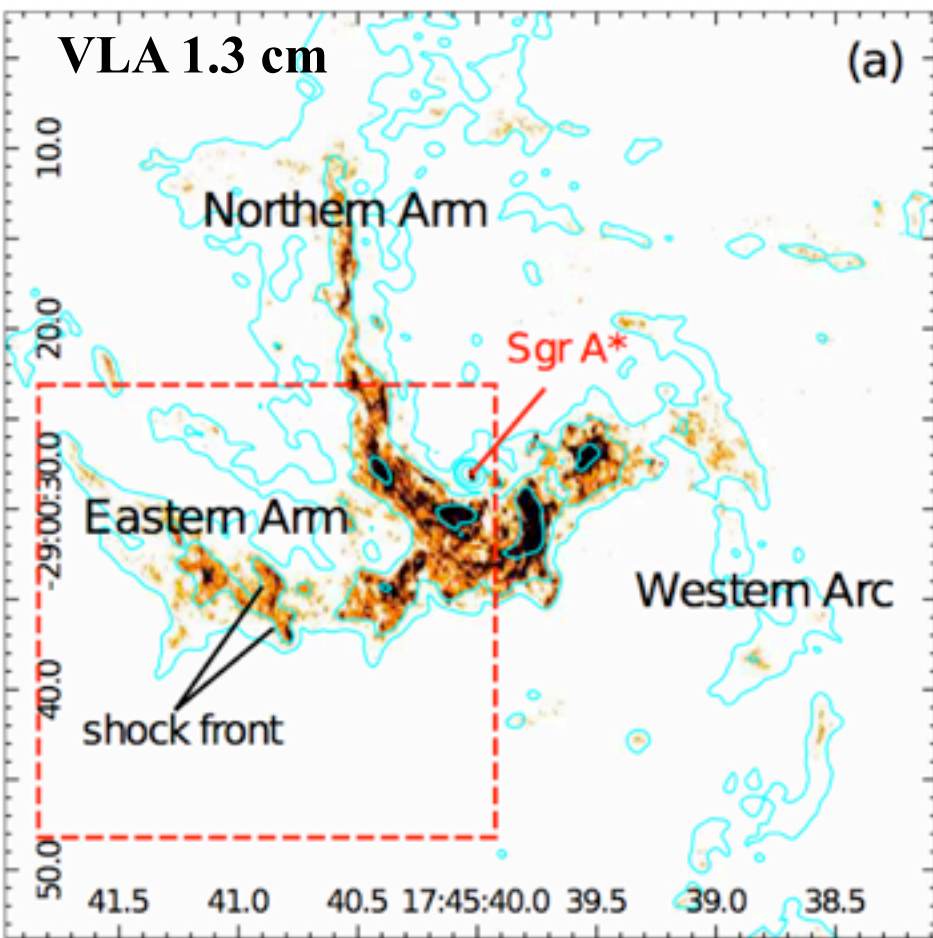 VLA 1.3 cm
(a)
10.0
Northern Arm
20.0
Sgr A*
-29:00:30.0
Eastern Arm
Western Arc
40.0
shock front
50.0
41.5 41.0 40.5 17:45:40.0 39.5 39.0 38.5